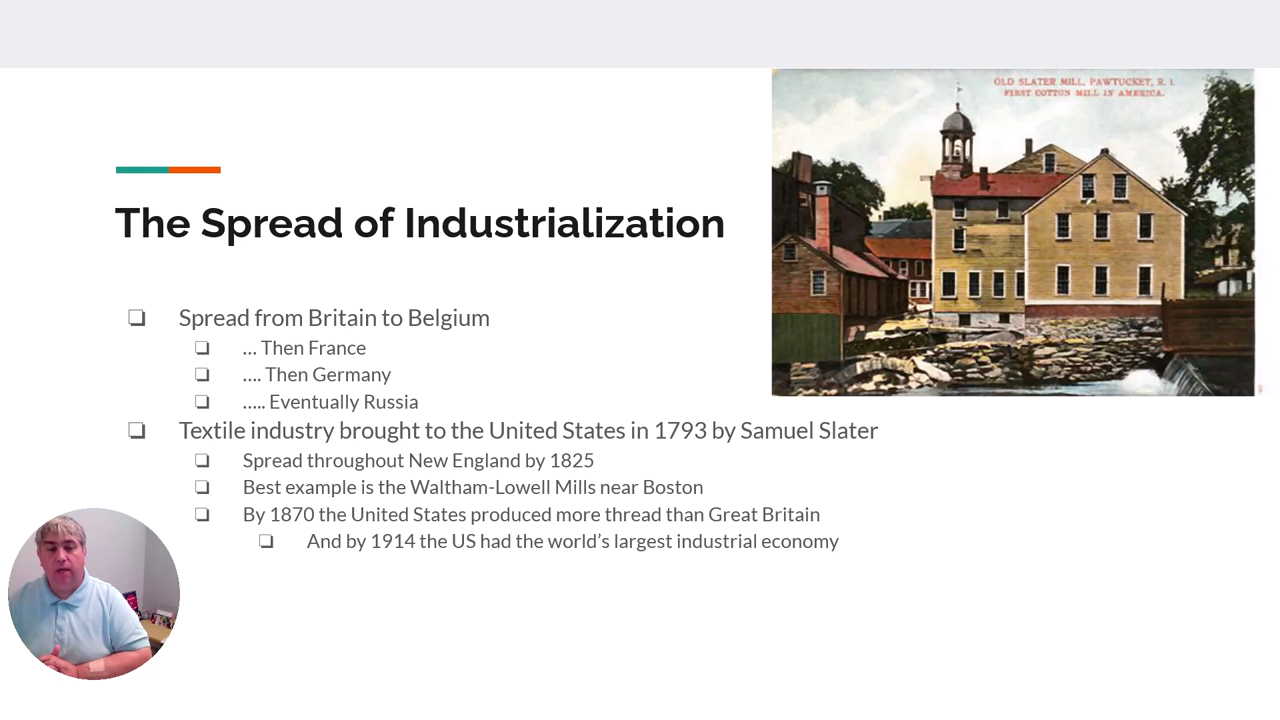 OLD SLATER MILL, PAWTUCKET, R. I.
FIRST COTTON MILL IN AMERICA.
The Spread of Industrialization
❏ Spread from Britain to Belgium
❏ ... Then France
❏ .... Then Germany
❏ ..... Eventually Russia
❏ Textile industry brought to the United States in 1793 by Samuel Slater
❏ Spread throughout New England by 1825
❏ Best example is the Waltham-Lowell Mills near Boston
❏ By 1870 the United States produced more thread than Great Britain
❏ And by 1914 the US had the world’s largest industrial economy